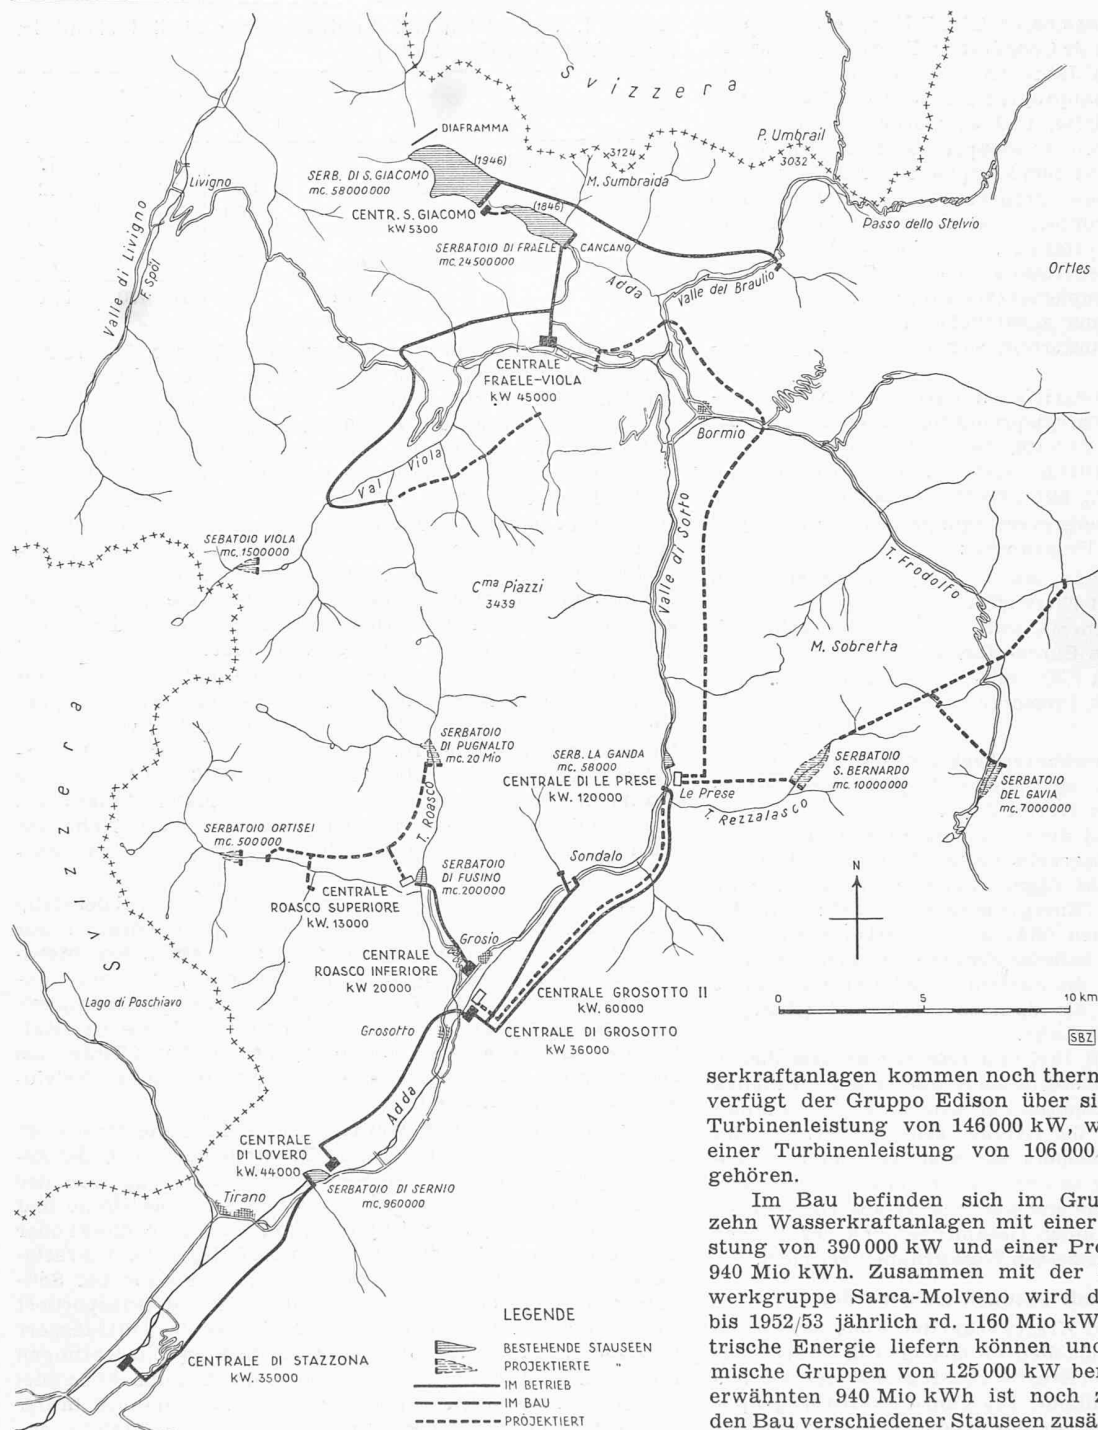 Svizzera
DIAFRAMMA
(1946)
SERB. DI S. GIACOMO
mc. 58000000
CENTR. S. GIACOMO
kW 5300
(1846)
SERBATOIO DI FRAELE
mc. 24500000
CANCANO
3124
M. Sumbraida
P. Umbrail
3032
Passo dello Stelvio
Ortles
Livigno
Valle di Livigno
F. Spöl
Adda
Valle del Braulio
CENTRALE
FRAELE-VIOLA
kW 45000
Bormio
Val Viola
SEBATOIO VIOLA
mc. 1500000
Cma Piazzi
3439
Valle di Sotto
T. Frodolfo
M. Sobretta
Svizzera
SERBATOIO
DI PUGNALTO
mc. 20 Mio
T. Roasco
SERB. LA GANDA
mc. 58000
CENTRALE DI LE PRESE
kW. 120000
Le Prese
T. Rezzalasco
SERBATOIO
S. BERNARDO
mc. 10000000
SERBATOIO
DEL GAVIA
mc. 7000000
SERBATOIO ORTISEI
mc. 500000
SERBATOIO
DI FUSINO
mc. 200000
CENTRALE
ROASCO SUPERIORE
kW. 13000
Sondalo
N
Grosio
CENTRALE
ROASCO INFERIORE
kW 20000
Lago di Poschiavo
Grosotto
CENTRALE GROSOTTO II
kW. 60000
CENTRALE DI GROSOTTO
kW 36000
0 5 10 km
SBZ
Adda
CENTRALE
DI LOVERO
kW. 44000
SERBATOIO DI SERNIO
mc. 960000
Tirano
CENTRALE DI STAZZONA
kW. 35000
LEGENDE
BESTEHENDE STAUSEEN
PROJEKTIERTE "
IM BETRIEB
IM BAU
PROJEKTIERT
serkraftanlagen kommen noch therm
verfügt der Gruppo Edison über si
Turbinenleistung von 146 000 kW, w
einer Turbinenleistung von 106 000
gehören.
Im Bau befinden sich im Gru
zehn Wasserkraftanlagen mit einer
stung von 390 000 kW und einer Pro
940 Mio kWh. Zusammen mit der
werkgruppe Sarca-Molveno wird d
bis 1952/53 jährlich rd. 1160 Mio kW
trische Energie liefern können unc
mische Gruppen von 125 000 kW ber
erwähnten 940 Mio kWh ist noch z
den Bau verschiedener Stauseen zusä